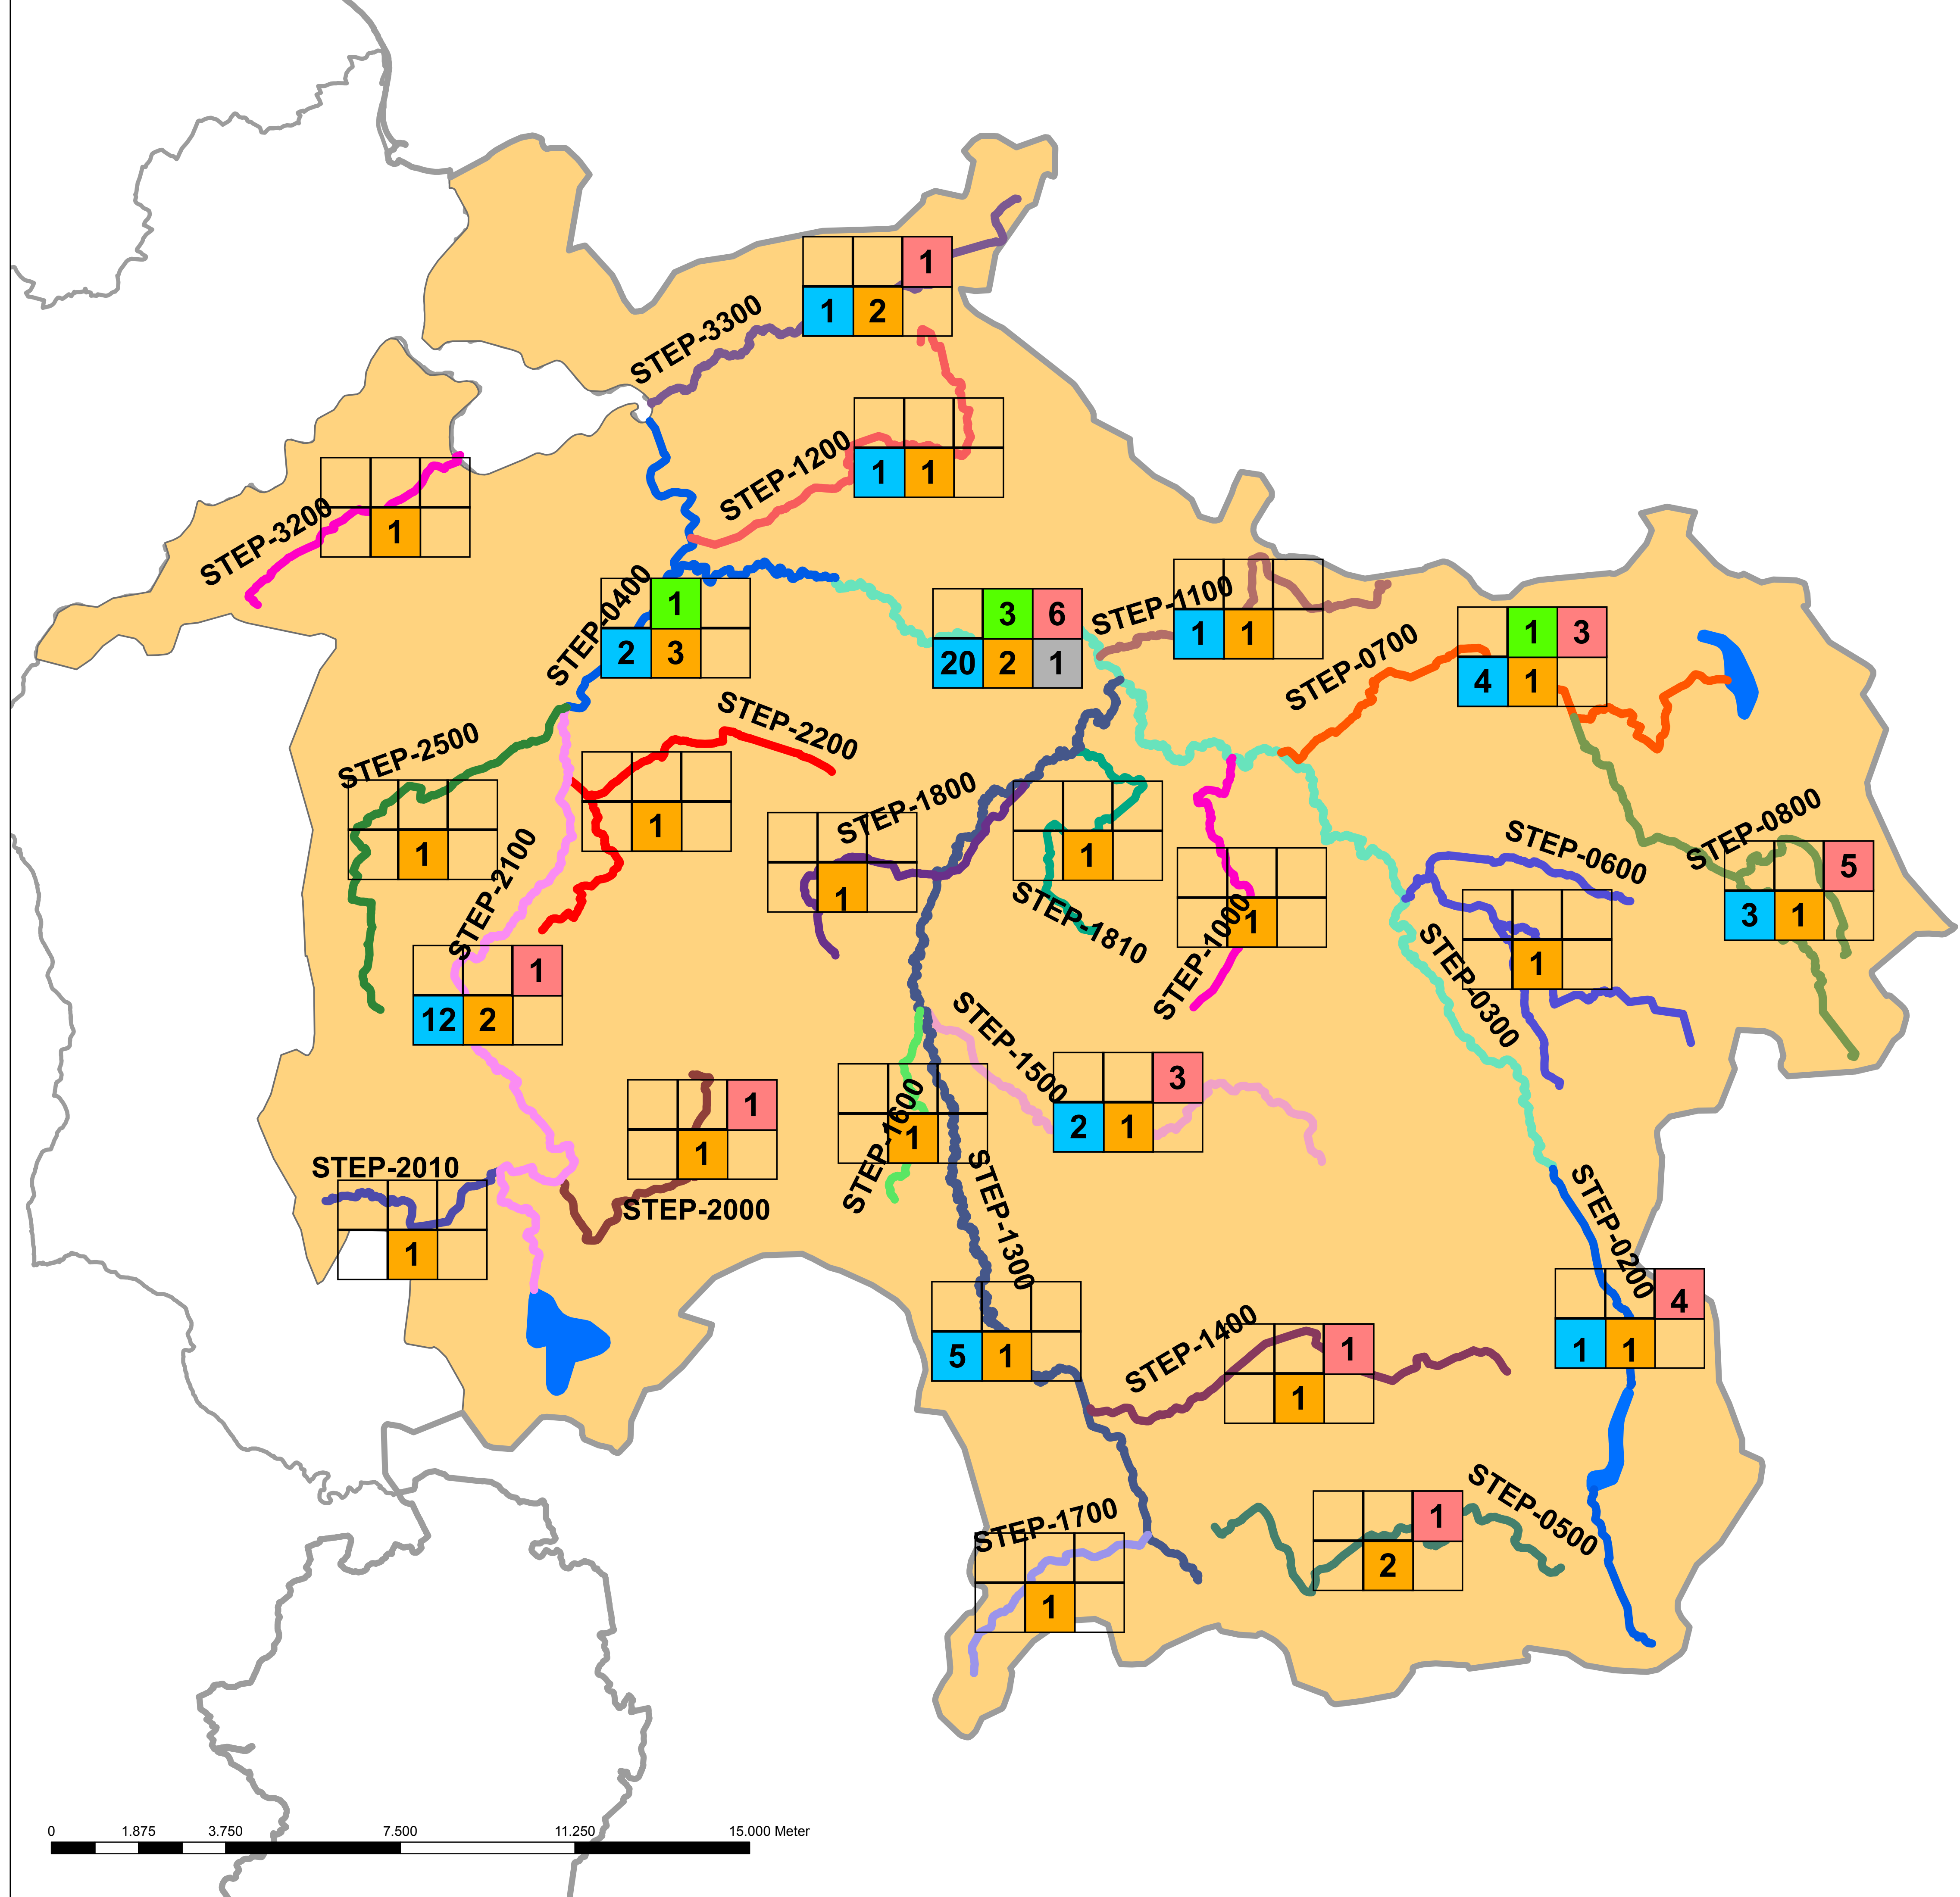 1
1 2
STEP-3300
STEP-1200
1 1
STEP-3200
1
STEP-0400
1
2 3
3 6
20 2 1
STEP-1100
1 1
STEP-0700
1 3
4 1
STEP-2500
1
STEP-2200
1
STEP-1800
1
1
STEP-1810
STEP-1000
1
STEP-0600
1
STEP-0800
5
3 1
STEP-2100
1
12 2
STEP-0300
STEP-1500
3
2 1
STEP-1600
1
1
1
STEP-2000
STEP-2010
1
STEP-1300
5 1
STEP-0200
4
1 1
STEP-1400
1
1
STEP-0500
1
2
STEP-1700
1
0 1.875 3.750 7.500 11.250 15.000 Meter